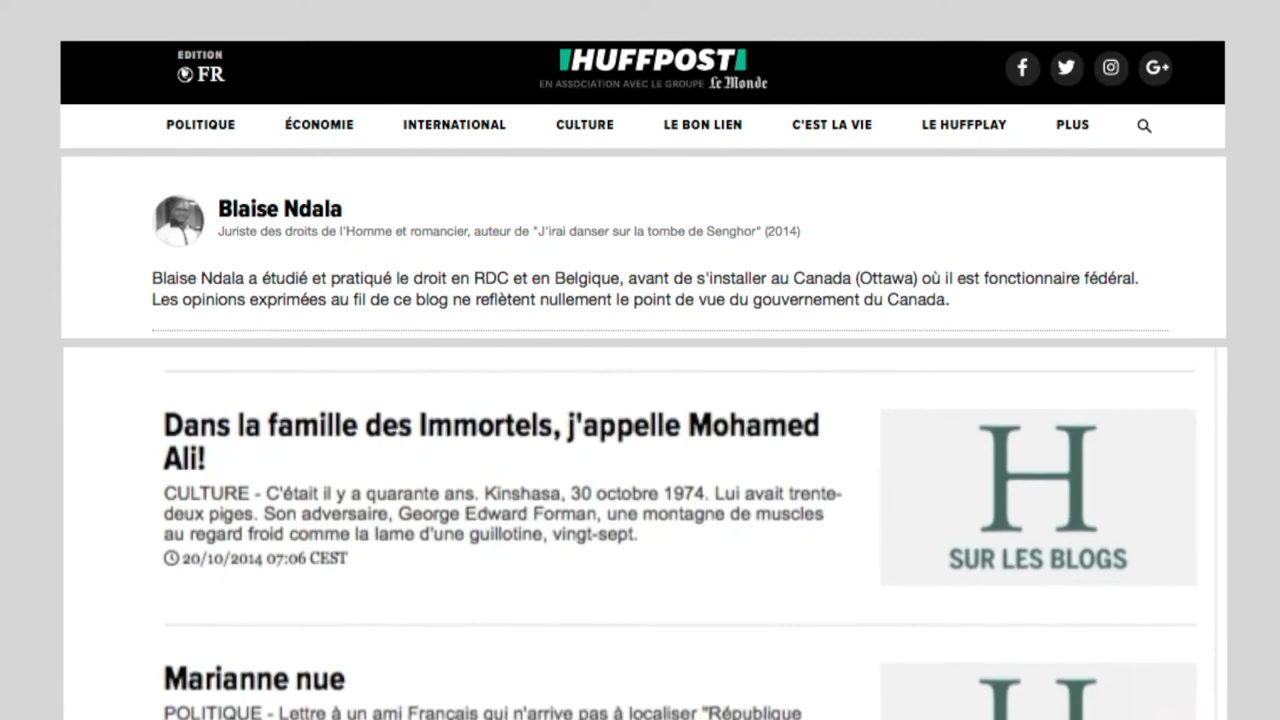 EDITION
FR
HUFFPOST
EN ASSOCIATION AVEC LE GROUPE Le Monde
POLITIQUE ÉCONOMIE INTERNATIONAL CULTURE LE BON LIEN C'EST LA VIE LE HUFFPLAY PLUS
Blaise Ndala
Juriste des droits de l'Homme et romancier, auteur de "J'irai danser sur la tombe de Senghor" (2014)
Blaise Ndala a étudié et pratiqué le droit en RDC et en Belgique, avant de s'installer au Canada (Ottawa) où il est fonctionnaire fédéral.
Les opinions exprimées au fil de ce blog ne reflètent nullement le point de vue du gouvernement du Canada.
Dans la famille des Immortels, j'appelle Mohamed
Ali!
CULTURE - C'était il y a quarante ans. Kinshasa, 30 octobre 1974. Lui avait trente-
deux piges. Son adversaire, George Edward Forman, une montagne de muscles
au regard froid comme la lame d'une guillotine, vingt-sept.
20/10/2014 07:06 CEST
H
SUR LES BLOGS
Marianne nue
POLITIQUE - Lettre à un ami Français qui n'arrive pas à localiser "République
H